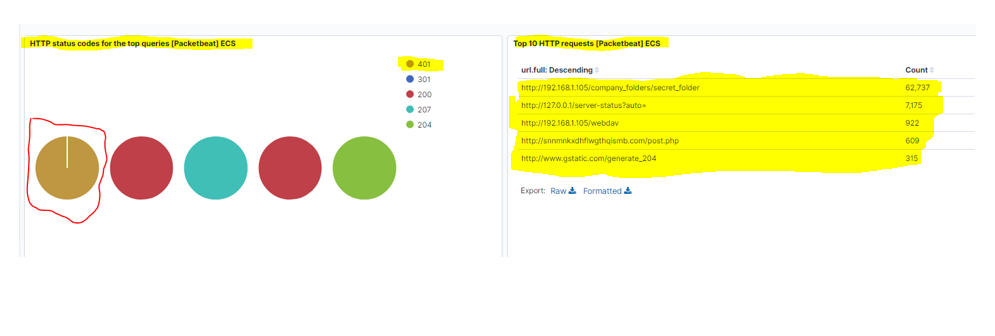 HTTP status codes for the top queries [Packetbeat] ECS
401
301
200
207
204
Top 10 HTTP requests [Packetbeat] ECS
url.full: Descending Count
http://192.168.1.105/company_folders/secret_folder 62,737
http://127.0.0.1/server-status?auto= 7,175
http://192.168.1.105/webdav 922
http://snnmnkxdhflwgthqismb.com/post.php 609
http://www.gstatic.com/generate_204 315
Export: Raw Formatted